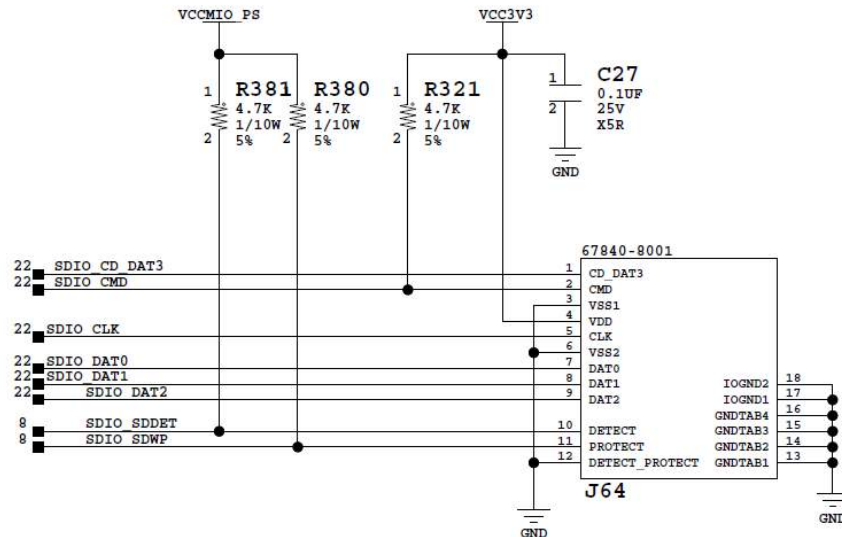 VCCMIO_PS
VCC3V3
1 R381
4.7K
1/10W
2 5%
1 R380
4.7K
1/10W
2 5%
1 R321
4.7K
1/10W
2 5%
1 C27
0.1UF
2 25V
X5R
GND
67840-8001
22 SDIO_CD_DAT3 1 CD_DAT3
22 SDIO_CMD 2 CMD
3 VSS1
4 VDD
22 SDIO_CLK 5 CLK
6 VSS2
22 SDIO_DAT0 7 DAT0
22 SDIO_DAT1 8 DAT1
22 SDIO_DAT2 9 DAT2
8 SDIO_SDDET 10 DETECT
8 SDIO_SDWP 11 PROTECT
12 DETECT_PROTECT
IOGND2 18
IOGND1 17
GNDTAB4 16
GNDTAB3 15
GNDTAB2 14
GNDTAB1 13
J64
GND
GND